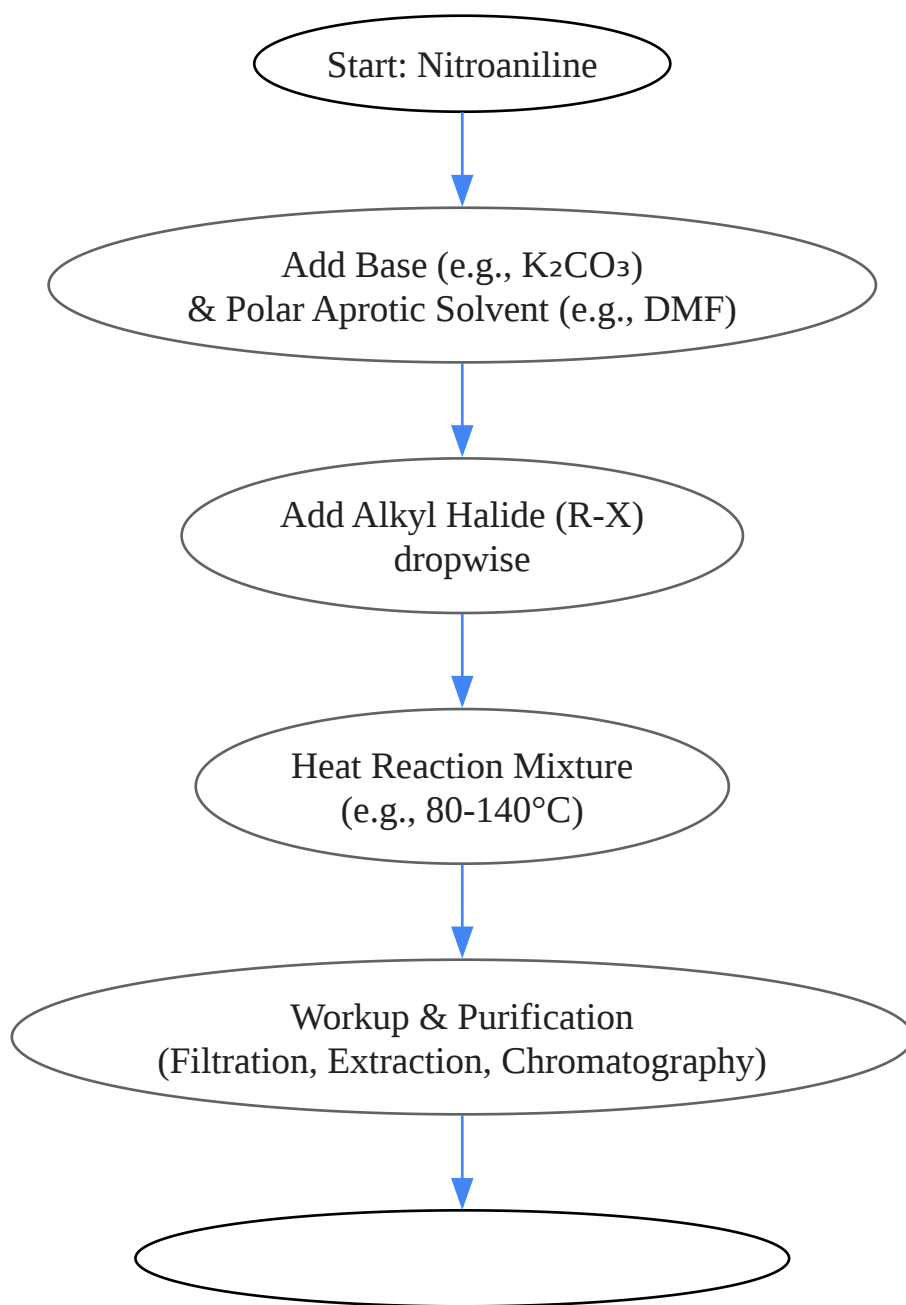 Start: Nitroaniline
Add Base (e.g., K₂CO₃)
& Polar Aprotic Solvent (e.g., DMF)
Add Alkyl Halide (R-X)
dropwise
Heat Reaction Mixture
(e.g., 80-140°C)
Workup & Purification
(Filtration, Extraction, Chromatography)